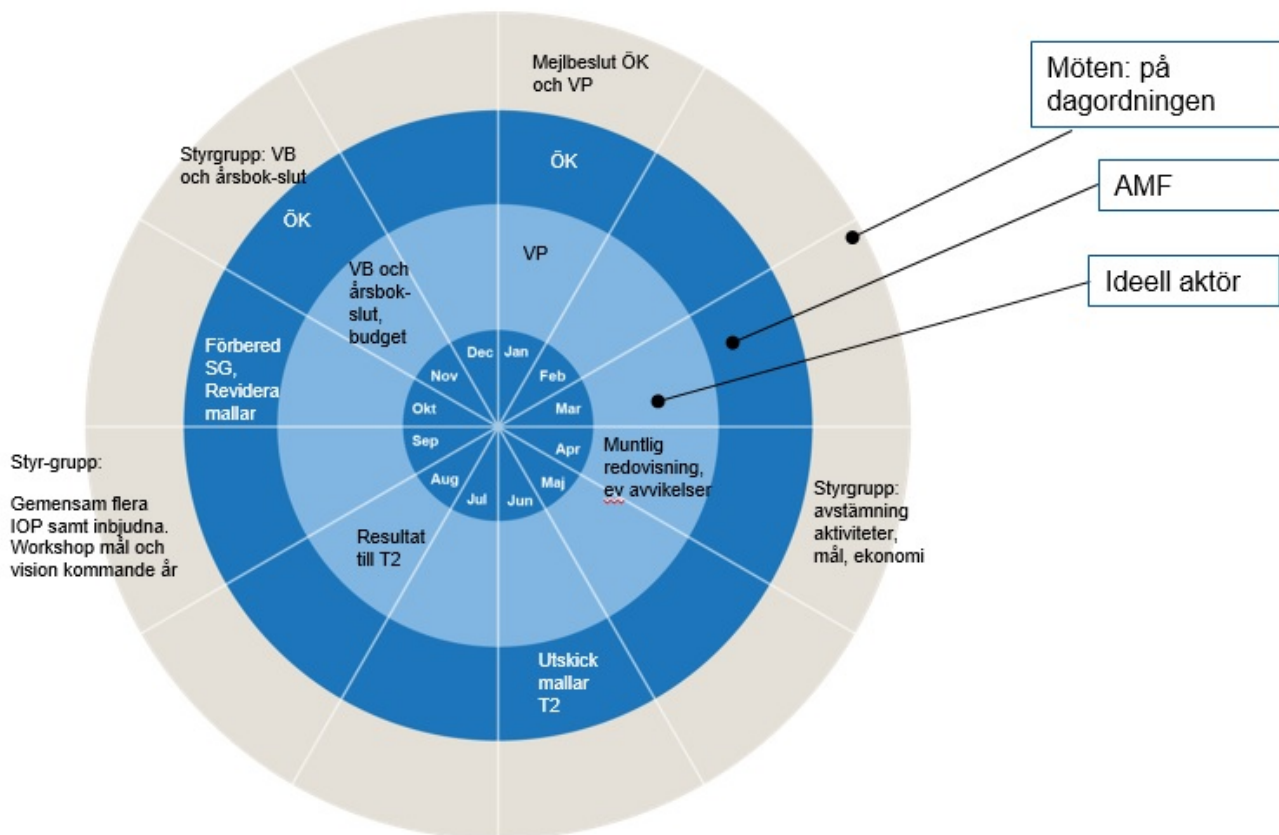 Mejlbeslut ÖK
och VP
Möten: på
dagordningen
AMF
Ideell aktör
Styrgrupp: VB
och årsbok-slut
ÖK
ÖK
VP
VB och
årsbok-
slut,
budget
Förbered
SG,
Revidera
mallar
Dec
Jan
Nov
Feb
Okt
Mar
Sep
Apr
Aug
Maj
Jul
Jun
Muntlig
redovisning,
ev avvikelser
Styr-grupp:
Gemensam flera
IOP samt inbjudna.
Workshop mål och
vision kommande år
Styrgrupp:
avstämning
aktiviteter,
mål, ekonomi
Resultat
till T2
Utskick
mallar
T2